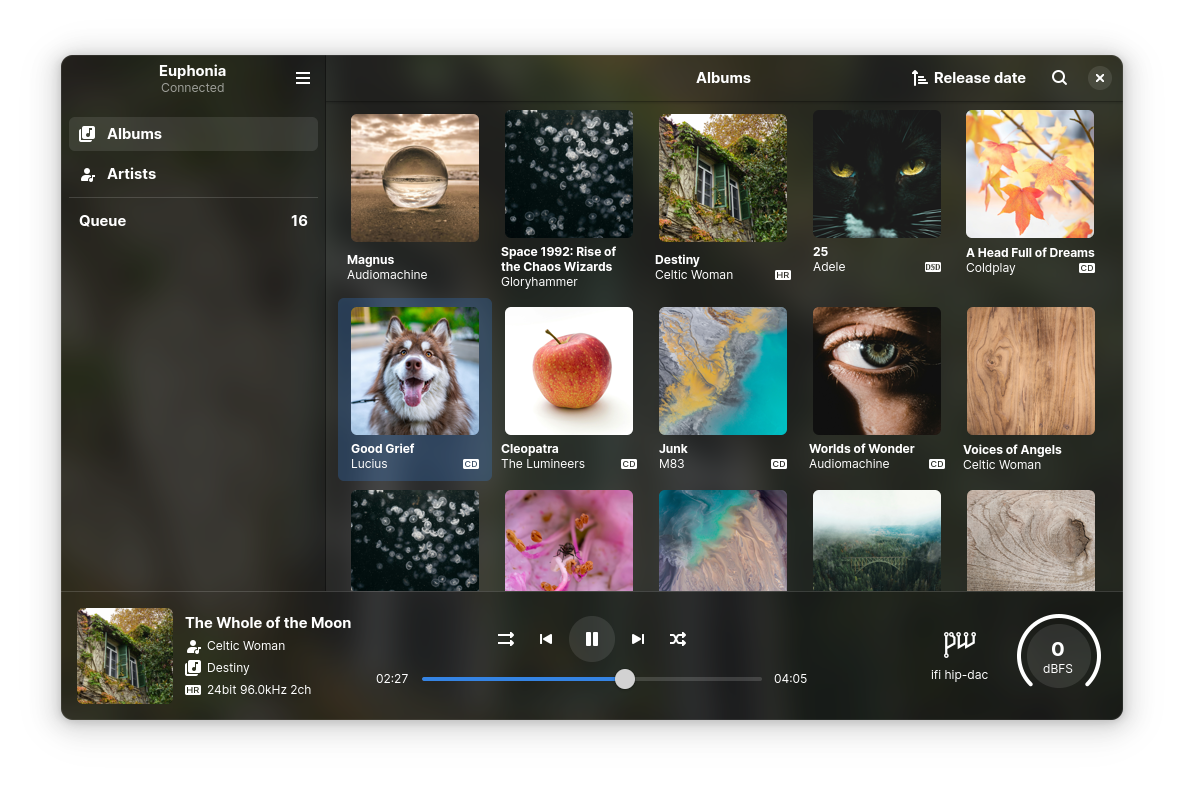 Euphonia
Connected
Albums
Release date
Albums
Artists
Queue 16
Magnus
Audiomachine
Space 1992: Rise of
the Chaos Wizards
Gloryhammer
Destiny
Celtic Woman HR
25
Adele DSD
A Head Full of Dreams
Coldplay CD
Good Grief
Lucius CD
Cleopatra
The Lumineers CD
Junk
M83 CD
Worlds of Wonder
Audiomachine CD
Voices of Angels
Celtic Woman
The Whole of the Moon
Celtic Woman
Destiny
HR 24bit 96.0kHz 2ch
02:27
04:05
ifi hip-dac
0
dBFS